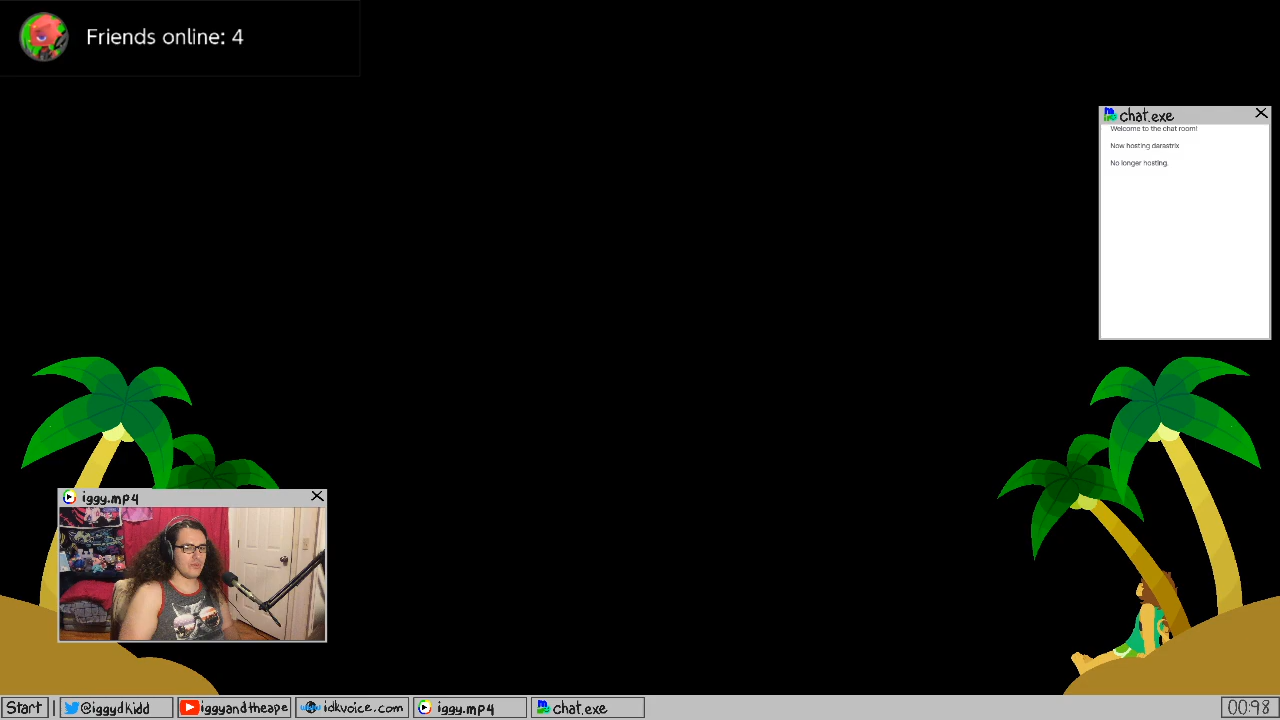 Friends online: 4
chat.exe
Welcome to the chat room!
Now hosting darastrix
No longer hosting.
iggy.mp4
Start
@iggydkidd
iggyandtheape
idkvoice.com
iggy.mp4
chat.exe
00:98